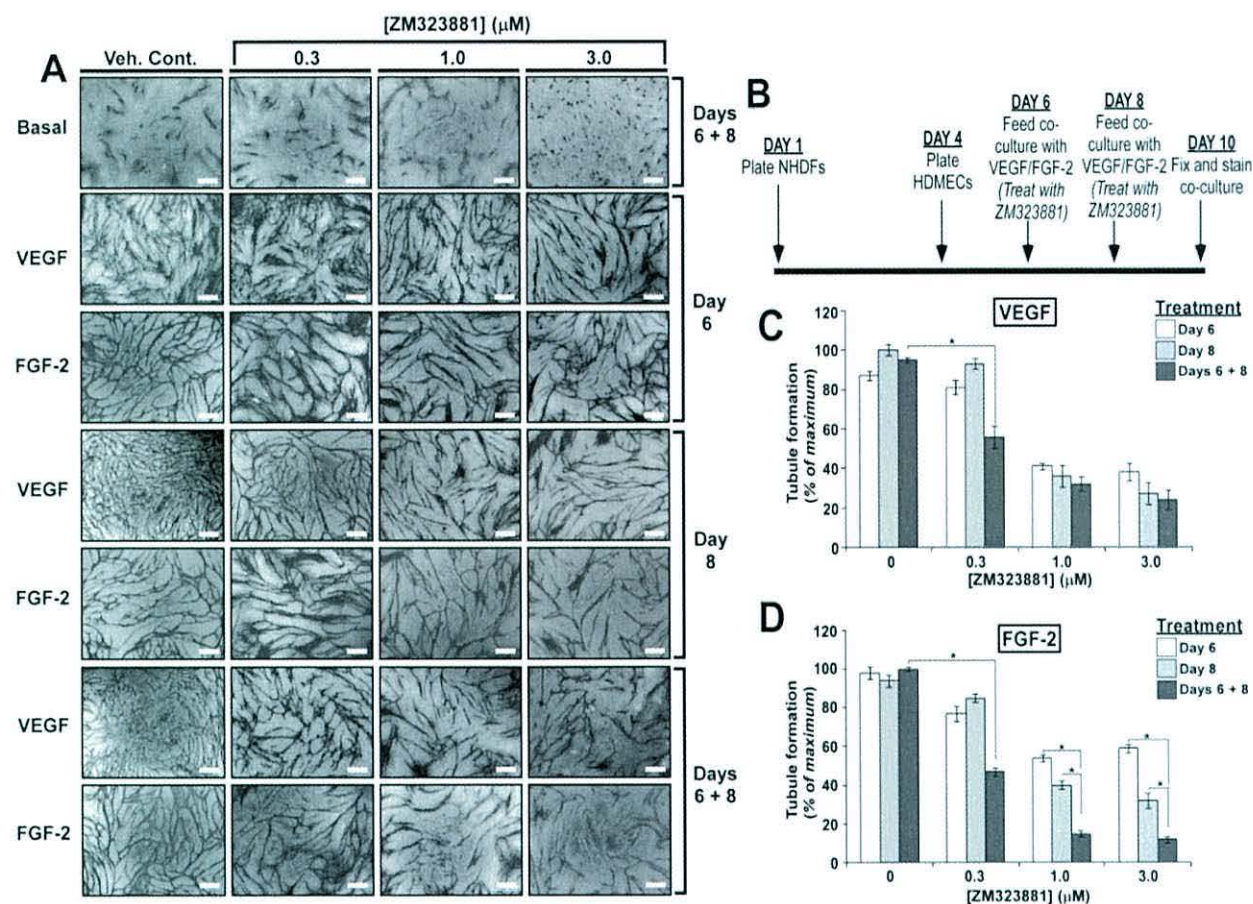 [ZM323881] (μM)
A
Veh. Cont. 0.3 1.0 3.0
Basal
Days
6 + 8
VEGF
FGF-2
Day
6
VEGF
FGF-2
Day
8
VEGF
FGF-2
Days
6 + 8
B
DAY 1
Plate NHDFs
DAY 4
Plate
HDMECs
DAY 6
Feed co-
culture with
VEGF/FGF-2
(Treat with
ZM323881)
DAY 8
Feed co-
culture with
VEGF/FGF-2
(Treat with
ZM323881)
DAY 10
Fix and stain
co-culture
C
VEGF
Treatment
Day 6
Day 8
Days 6 + 8
Tubule formation
(% of maximum)
120
100
80
60
40
20
0
*
0 0.3 1.0 3.0
[ZM323881] (μM)
D
FGF-2
Treatment
Day 6
Day 8
Days 6 + 8
Tubule formation
(% of maximum)
120
100
80
60
40
20
0
*
*
*
*
*
0 0.3 1.0 3.0
[ZM323881] (μM)